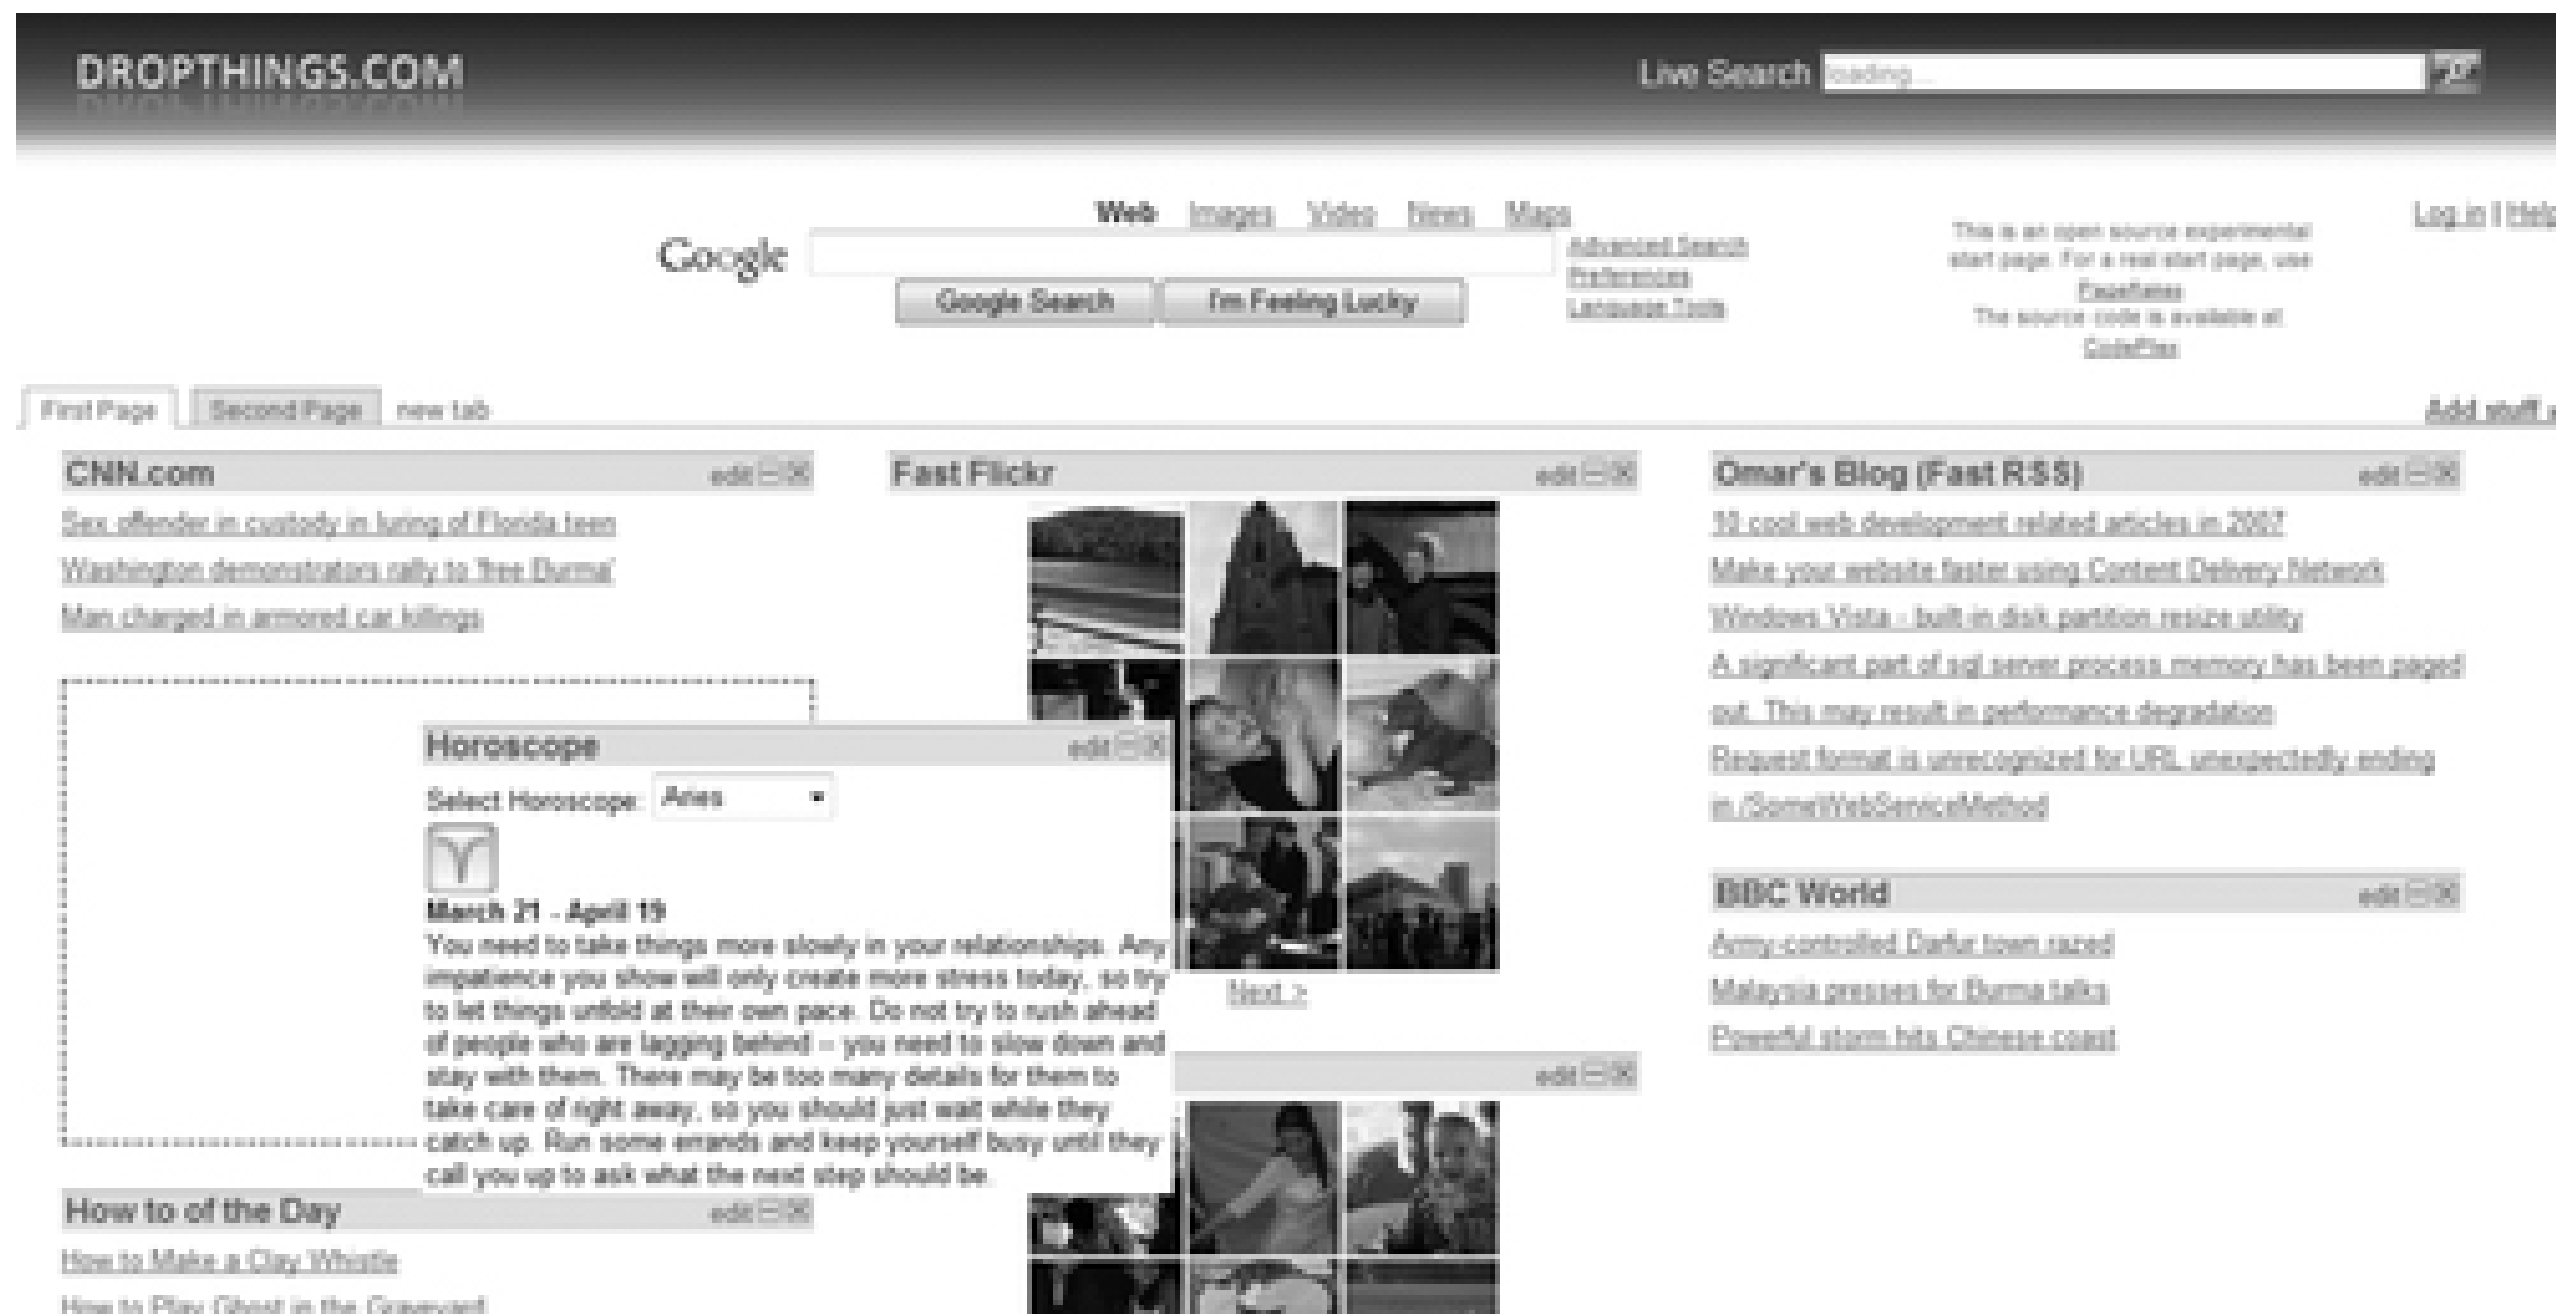 DROPTHINGS.COM
Live Search loading...
Web Images Video News Maps
Log in | Help
Google
Advanced Search
Preferences
Language Tools
Google Search I'm Feeling Lucky
This is an open source experimental
start page. For a real start page, use
Pageflakes
The source code is available at
CodePlex
First Page Second Page new tab
Add stuff
CNN.com edit
Sex offender in custody in luring of Florida teen
Washington demonstrators rally to 'free Burma'
Man charged in armored car killings
Horoscope edit
Select Horoscope: Aries
March 21 - April 19
You need to take things more slowly in your relationships. Any
impatience you show will only create more stress today, so try
to let things unfold at their own pace. Do not try to rush ahead
of people who are lagging behind -- you need to slow down and
stay with them. There may be too many details for them to
take care of right away, so you should just wait while they
catch up. Run some errands and keep yourself busy until they
call you up to ask what the next step should be.
How to of the Day edit
How to Make a Clay Whistle
How to Play Ghost in the Graveyard
Fast Flickr edit
Next >
edit
Omar's Blog (Fast RSS) edit
10 cool web development related articles in 2007
Make your website faster using Content Delivery Network
Windows Vista - built-in disk partition resize utility
A significant part of sql server process memory has been paged
out. This may result in performance degradation
Request format is unrecognized for URL unexpectedly ending
in /SomeWebServiceMethod
BBC World edit
Army-controlled Darfur town razed
Malaysia presses for Burma talks
Powerful storm hits Chinese coast